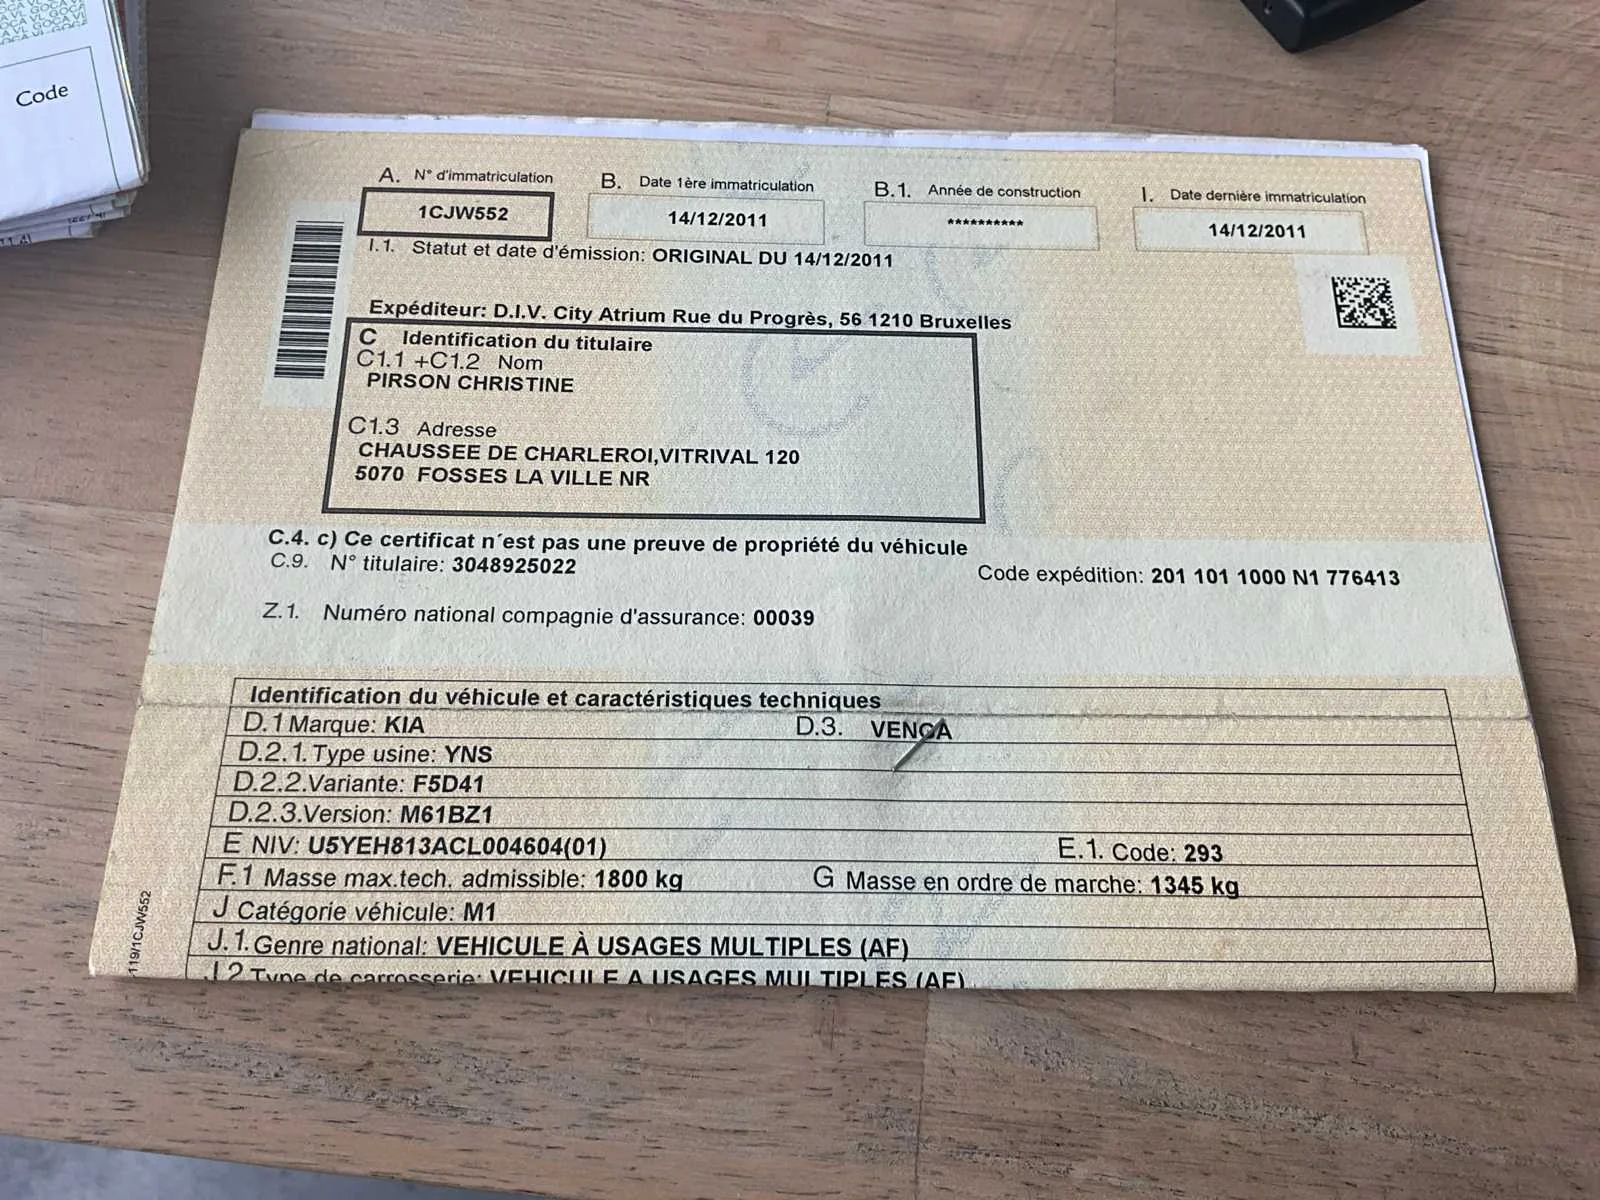 Code
A. N° d'immatriculation B. Date 1ère immatriculation B.1. Année de construction I. Date dernière immatriculation
1CJW552 14/12/2011 ********** 14/12/2011
I.1. Statut et date d'émission: ORIGINAL DU 14/12/2011
Expéditeur: D.I.V. City Atrium Rue du Progrès, 56 1210 Bruxelles
C Identification du titulaire
C1.1 +C1.2 Nom
PIRSON CHRISTINE
C1.3 Adresse
CHAUSSEE DE CHARLEROI,VITRIVAL 120
5070 FOSSES LA VILLE NR
C.4. c) Ce certificat n´est pas une preuve de propriété du véhicule
C.9. N° titulaire: 3048925022 Code expédition: 201 101 1000 N1 776413
Z.1. Numéro national compagnie d'assurance: 00039
Identification du véhicule et caractéristiques techniques
D.1 Marque: KIA D.3. VENGA
D.2.1. Type usine: YNS
D.2.2.Variante: F5D41
D.2.3.Version: M61BZ1
E NIV: U5YEH813ACL004604(01) E.1. Code: 293
F.1 Masse max.tech. admissible: 1800 kg G Masse en ordre de marche: 1345 kg
J Catégorie véhicule: M1
J.1. Genre national: VEHICULE À USAGES MULTIPLES (AF)
J.2 Type de carrosserie: VEHICULE A USAGES MULTIPLES (AF)
119/1CJW552